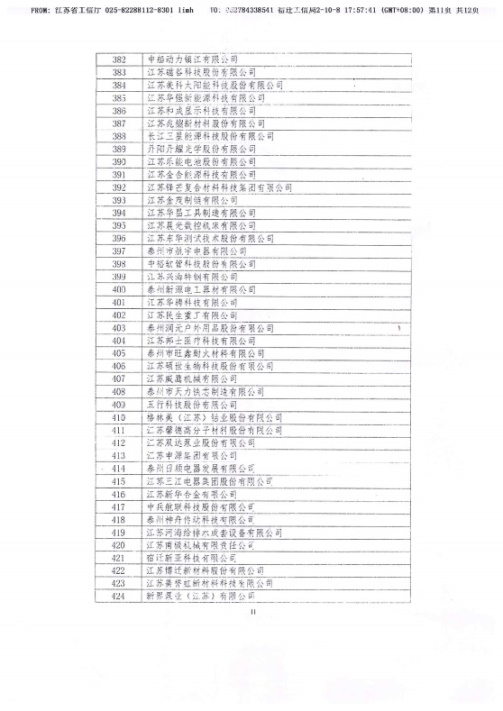 FROM: 江苏省工信厅 025-82288112-8301 limh TO: 052784338541 宿迁工信局2-10-8 17:57:41 (GMT+08:00) 第11页 共12页
382 中船动力镇江有限公司
383 江苏磁谷科技股份有限公司
384 江苏美科太阳能科技股份有限公司
385 江苏华强新能源科技有限公司
386 江苏和成显示科技有限公司
387 江苏兆鋆新材料股份有限公司
388 长江三星能源科技股份有限公司
389 丹阳丹耀光学股份有限公司
390 江苏乐能电池股份有限公司
391 江苏金合能源科技有限公司
392 江苏铎芒复合材料科技集团有限公司
393 江苏金茂制链有限公司
394 江苏华昌工具制造有限公司
395 江苏晨光数控机床有限公司
396 江苏东华测试技术股份有限公司
397 泰州市航宇电器有限公司
398 中裕软管科技股份有限公司
399 江苏兴海特钢有限公司
400 泰州新源电工器材有限公司
401 江苏华稀科技有限公司
402 江苏民生重工有限公司
403 泰州润元户外用品股份有限公司
404 江苏邦士医疗科技有限公司
405 泰州市旺鑫耐火材料有限公司
406 江苏硕世生物科技股份有限公司
407 江苏威鹰机械有限公司
408 泰州市天力铁芯制造有限公司
409 五行科技股份有限公司
410 格林美（江苏）钴业股份有限公司
411 江苏馨德高分子材料股份有限公司
412 江苏双达泵业股份有限公司
413 江苏申源集团有限公司
414 泰州日顺电器发展有限公司
415 江苏三江电器集团股份有限公司
416 江苏新华合金有限公司
417 中兵航联科技股份有限公司
418 泰州神舟传动科技有限公司
419 江苏河海给排水成套设备有限公司
420 江苏南极机械有限责任公司
421 宿迁新亚科技有限公司
422 江苏博迁新材料股份有限公司
423 江苏美誉虹新材料科技有限公司
424 新界泵业（江苏）有限公司
11